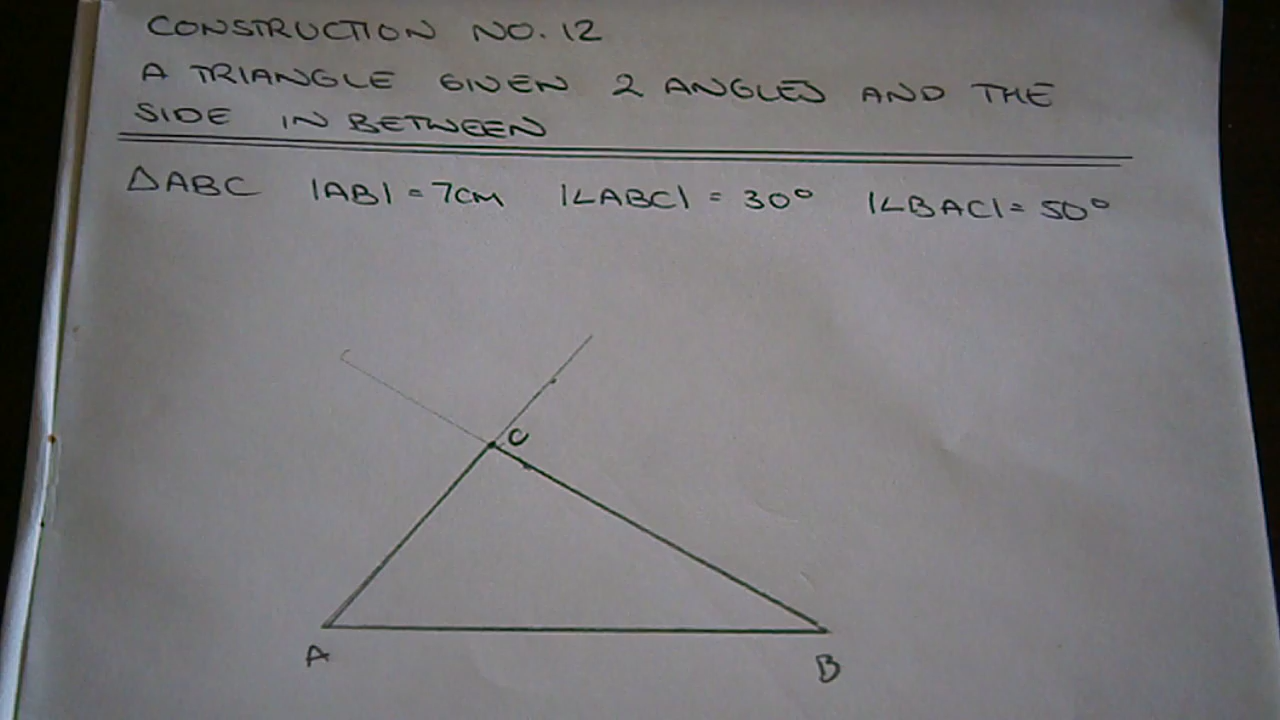 CONSTRUCTION NO. 12
A TRIANGLE GIVEN 2 ANGLES AND THE
SIDE IN BETWEEN
ΔABC |AB| = 7CM |∠ABC| = 30° |∠BAC| = 50°
C
A
B